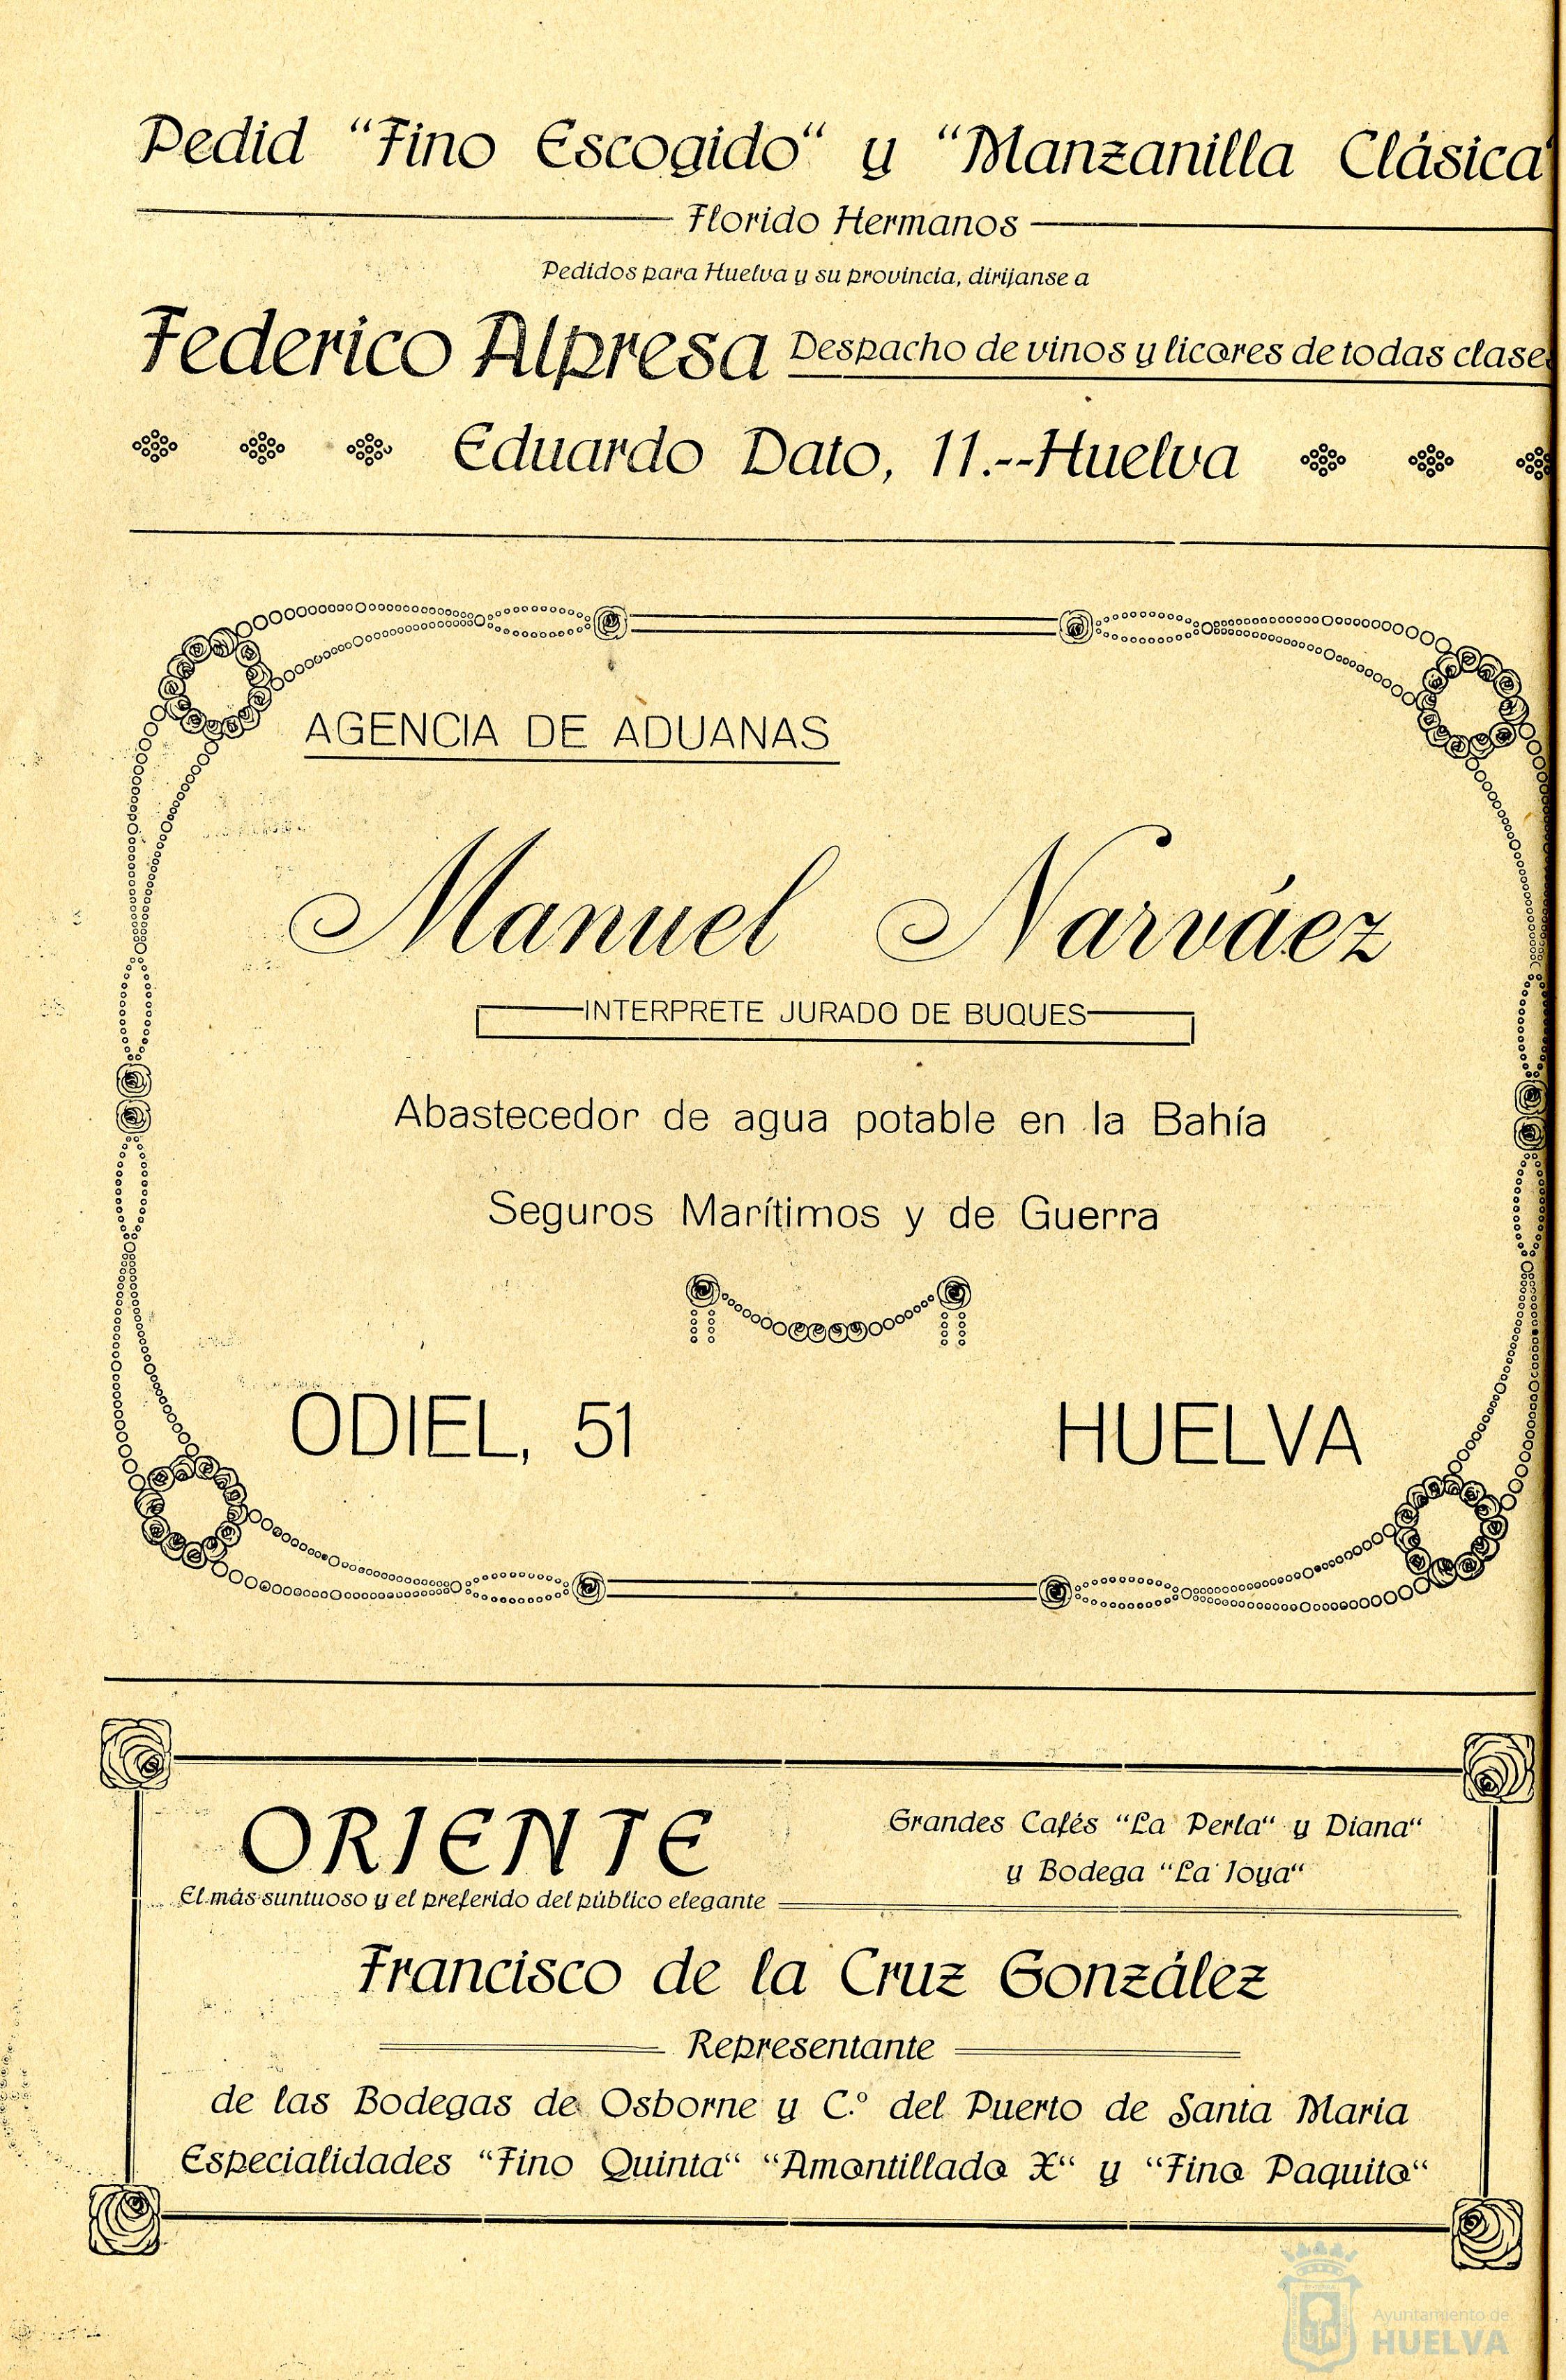 Pedid “Fino Escogido“ y “Manzanilla Clásica“
Florido Hermanos
Pedidos para Huelva y su provincia, dirijanse a
Federico Alpresa Despacho de vinos y licores de todas clases
Eduardo Dato, 11.--Huelva
AGENCIA DE ADUANAS
Manuel Narváez
INTERPRETE JURADO DE BUQUES
Abastecedor de agua potable en la Bahía
Seguros Marítimos y de Guerra
ODIEL, 51 HUELVA
ORIENTE
El más suntuoso y el preferido del público elegante
Grandes Cafés “La Perla“ y Diana“
y Bodega “La Joya“
Francisco de la Cruz González
Representante
de las Bodegas de Osborne y C.º del Puerto de Santa María
Especialidades “Fino Quinta“ “Amontillado X“ y “Fino Paquito“
Ayuntamiento de
HUELVA